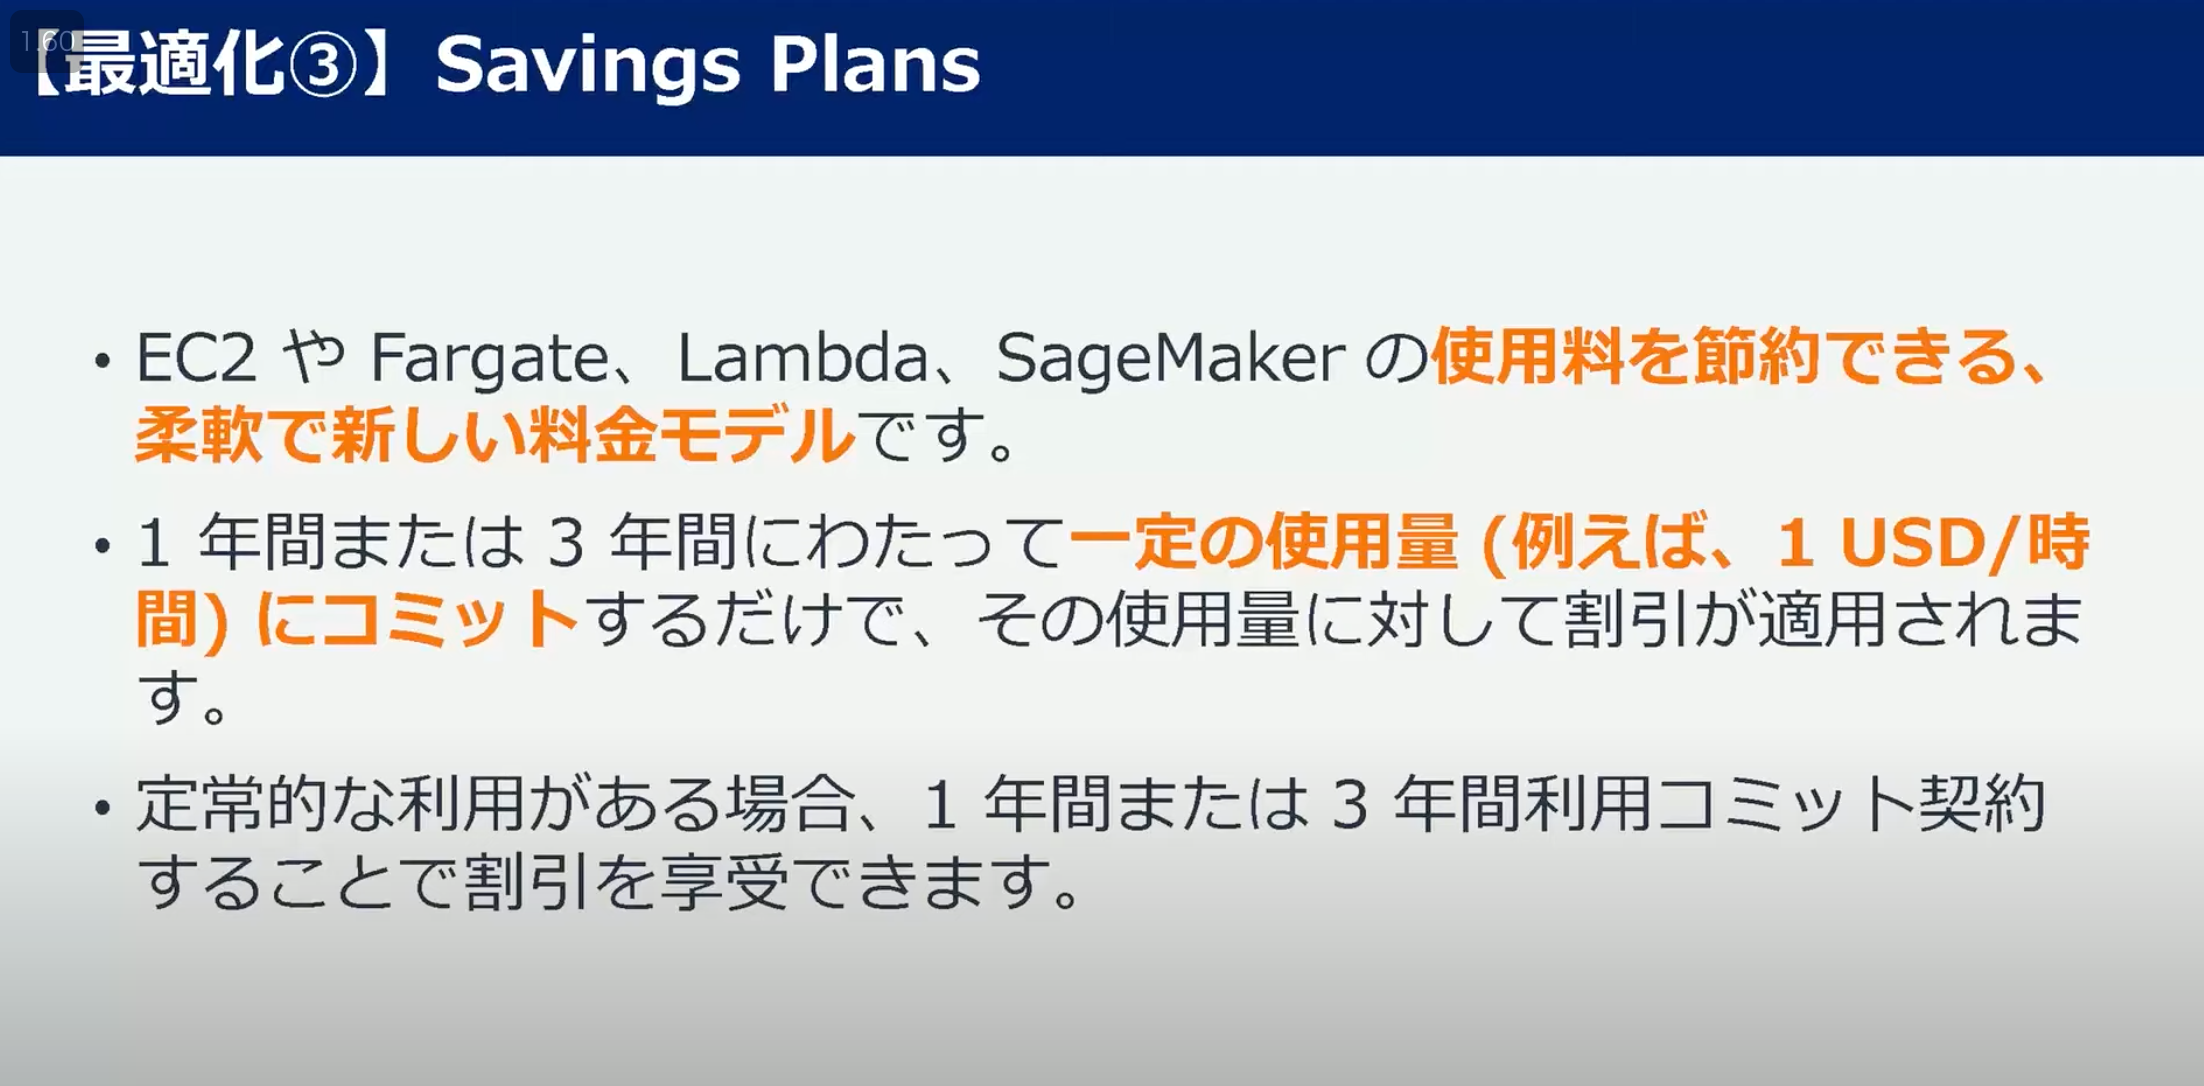 1.60
【最適化③】Savings Plans
• EC2 や Fargate、Lambda、SageMaker の使用料を節約できる、
柔軟で新しい料金モデルです。
• 1 年間または 3 年間にわたって一定の使用量 (例えば、1 USD/時
間) にコミットするだけで、その使用量に対して割引が適用されま
す。
• 定常的な利用がある場合、1 年間または 3 年間利用コミット契約
することで割引を享受できます。